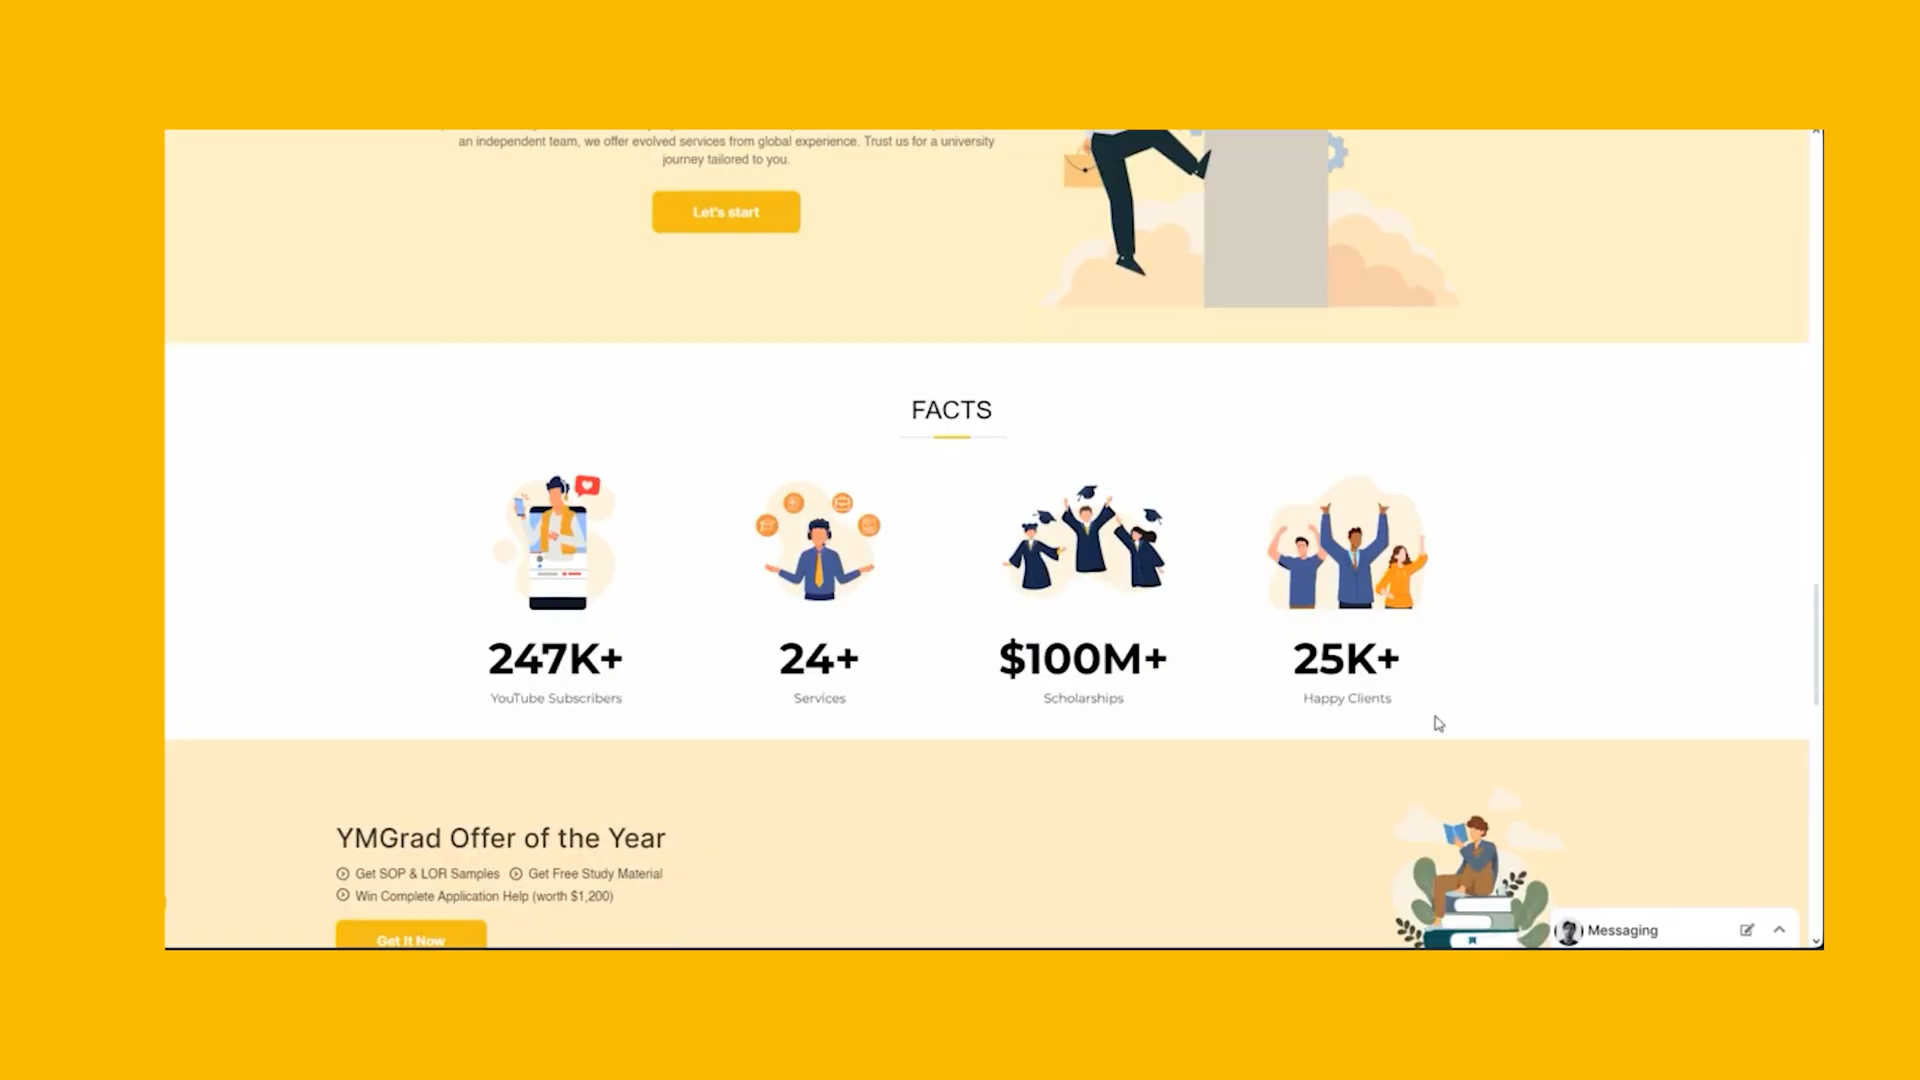 an independent team, we offer evolved services from global experience. Trust us for a university
journey tailored to you.
Let's start
FACTS
247K+
YouTube Subscribers
24+
Services
$100M+
Scholarships
25K+
Happy Clients
YMGrad Offer of the Year
Get SOP & LOR Samples Get Free Study Material
Win Complete Application Help (worth $1,200)
Get It Now
Messaging